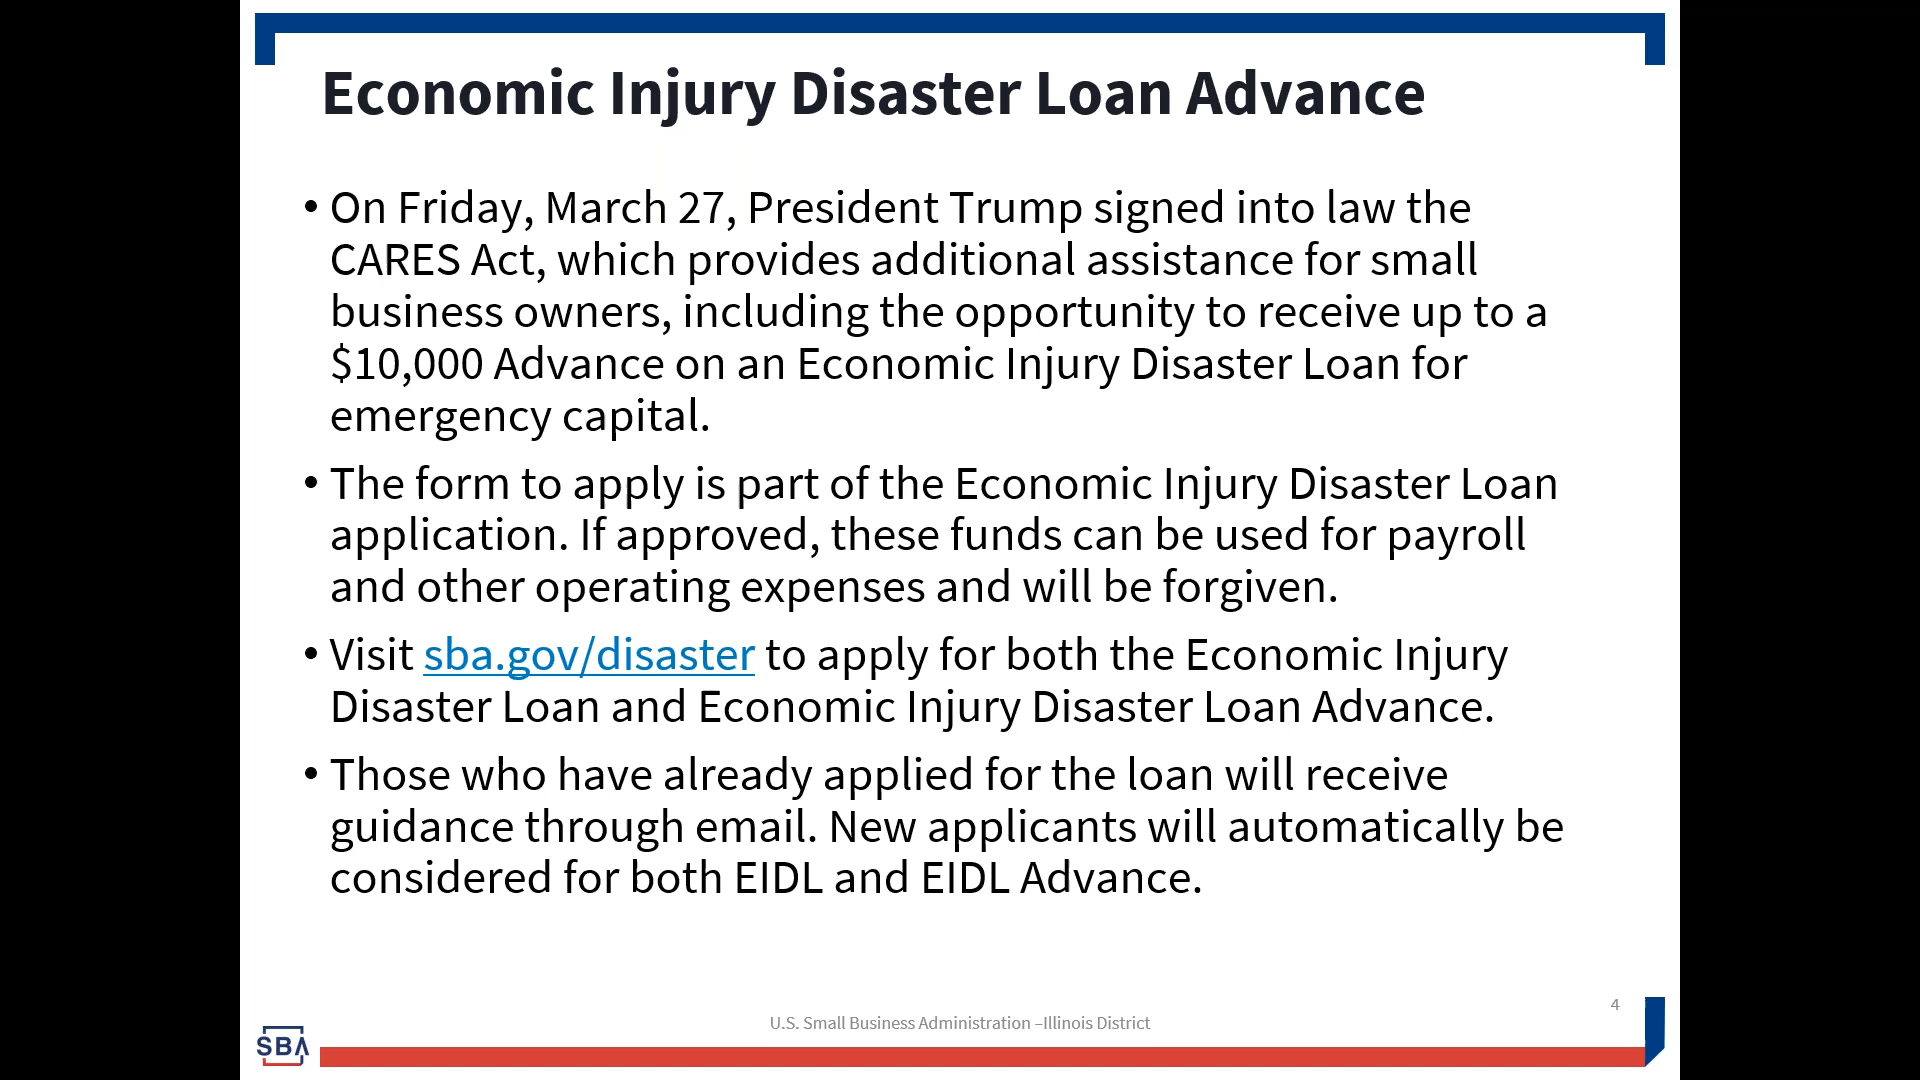 Economic Injury Disaster Loan Advance
• On Friday, March 27, President Trump signed into law the
CARES Act, which provides additional assistance for small
business owners, including the opportunity to receive up to a
$10,000 Advance on an Economic Injury Disaster Loan for
emergency capital.
• The form to apply is part of the Economic Injury Disaster Loan
application. If approved, these funds can be used for payroll
and other operating expenses and will be forgiven.
• Visit sba.gov/disaster to apply for both the Economic Injury
Disaster Loan and Economic Injury Disaster Loan Advance.
• Those who have already applied for the loan will receive
guidance through email. New applicants will automatically be
considered for both EIDL and EIDL Advance.
4
U.S. Small Business Administration –Illinois District
SBA